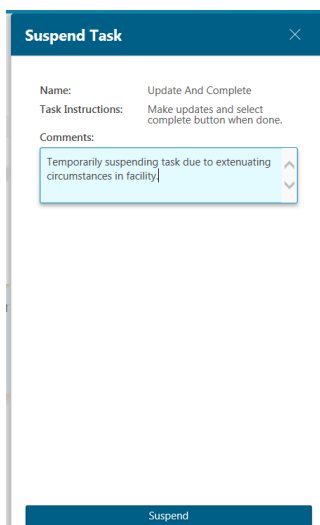 Suspend Task
Name: Update And Complete
Task Instructions: Make updates and select
complete button when done.
Comments:
Temporarily suspending task due to extenuating
circumstances in facility.
Suspend